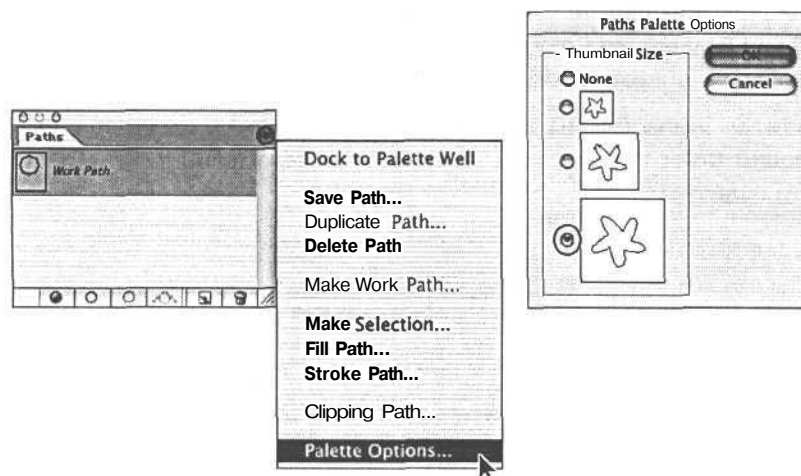 Paths
Work Path
Dock to Palette Well
Save Path...
Duplicate Path...
Delete Path
Make Work Path...
Make Selection...
Fill Path...
Stroke Path...
Clipping Path...
Palette Options...
Paths Palette Options
Thumbnail Size
None
OK
Cancel